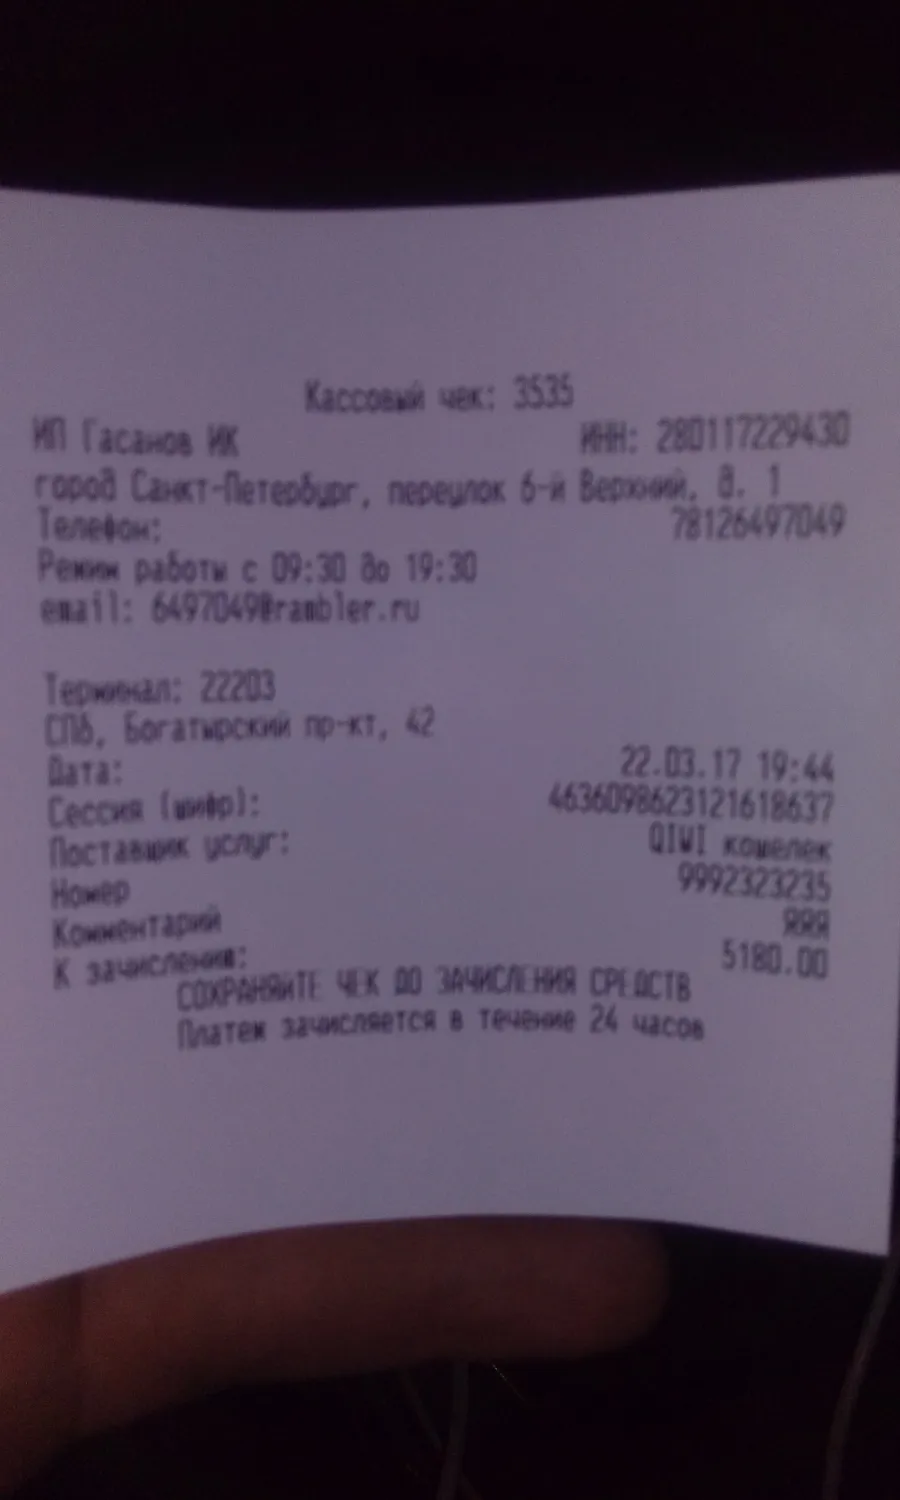 Кассовый чек: 3535
ИП Гасанов ИК ИНН: 280117229430
город Санкт-Петербург, переулок 6-й Верхний, д. 1
Телефон: 78126497049
Режим работы с 09:30 до 19:30
email: 6497049@rambler.ru
Терминал: 22203
СПб, Богатырский пр-кт, 42
Дата: 22.03.17 19:44
Сессия (шифр): 4636098623121618637
Поставщик услуг: QIWI кошелек
Номер 9992323235
Комментарий яяя
К зачислению: 5180.00
СОХРАНЯЙТЕ ЧЕК ДО ЗАЧИСЛЕНИЯ СРЕДСТВ
Платеж зачисляется в течение 24 часов